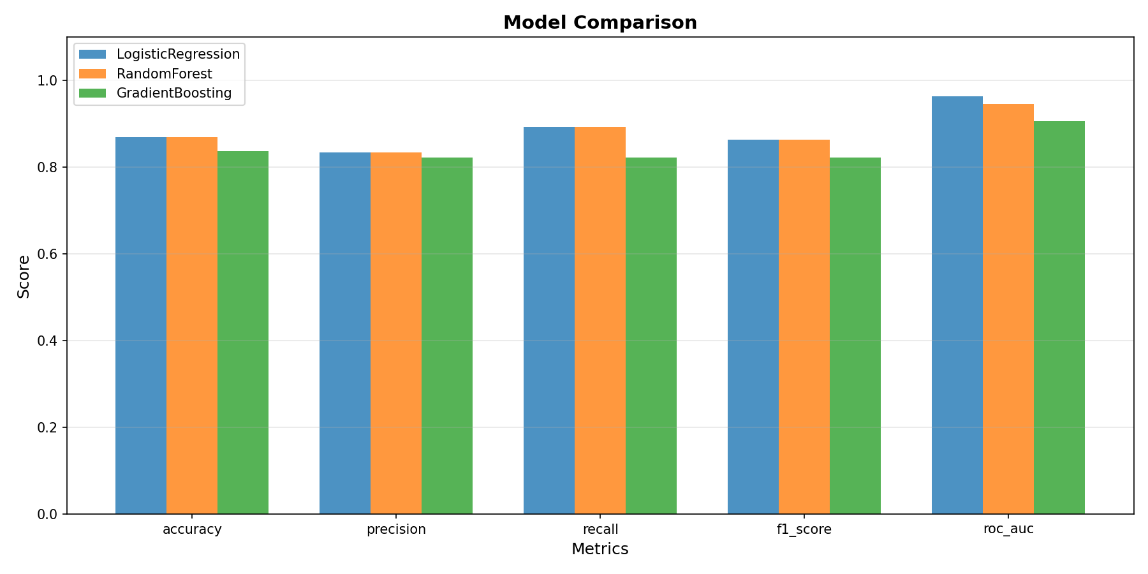 Model Comparison
LogisticRegression
RandomForest
GradientBoosting
1.0
0.8
0.6
0.4
0.2
0.0
Score
accuracy precision recall f1_score roc_auc
Metrics